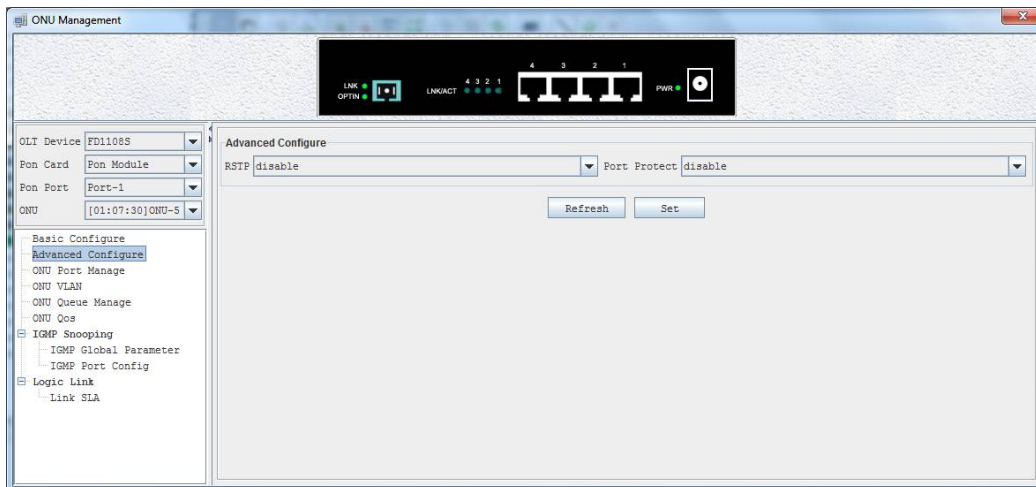 ONU Management
4 3 2 1
LNK
OPTIN
LNK/ACT
4 3 2 1
PWR
OLT Device FD1108S
Pon Card Pon Module
Pon Port Port-1
ONU [01:07:30]ONU-5
Basic Configure
Advanced Configure
ONU Port Manage
ONU VLAN
ONU Queue Manage
ONU Qos
IGMP Snooping
IGMP Global Parameter
IGMP Port Config
Logic Link
Link SLA
Advanced Configure
RSTP disable Port Protect disable
Refresh Set